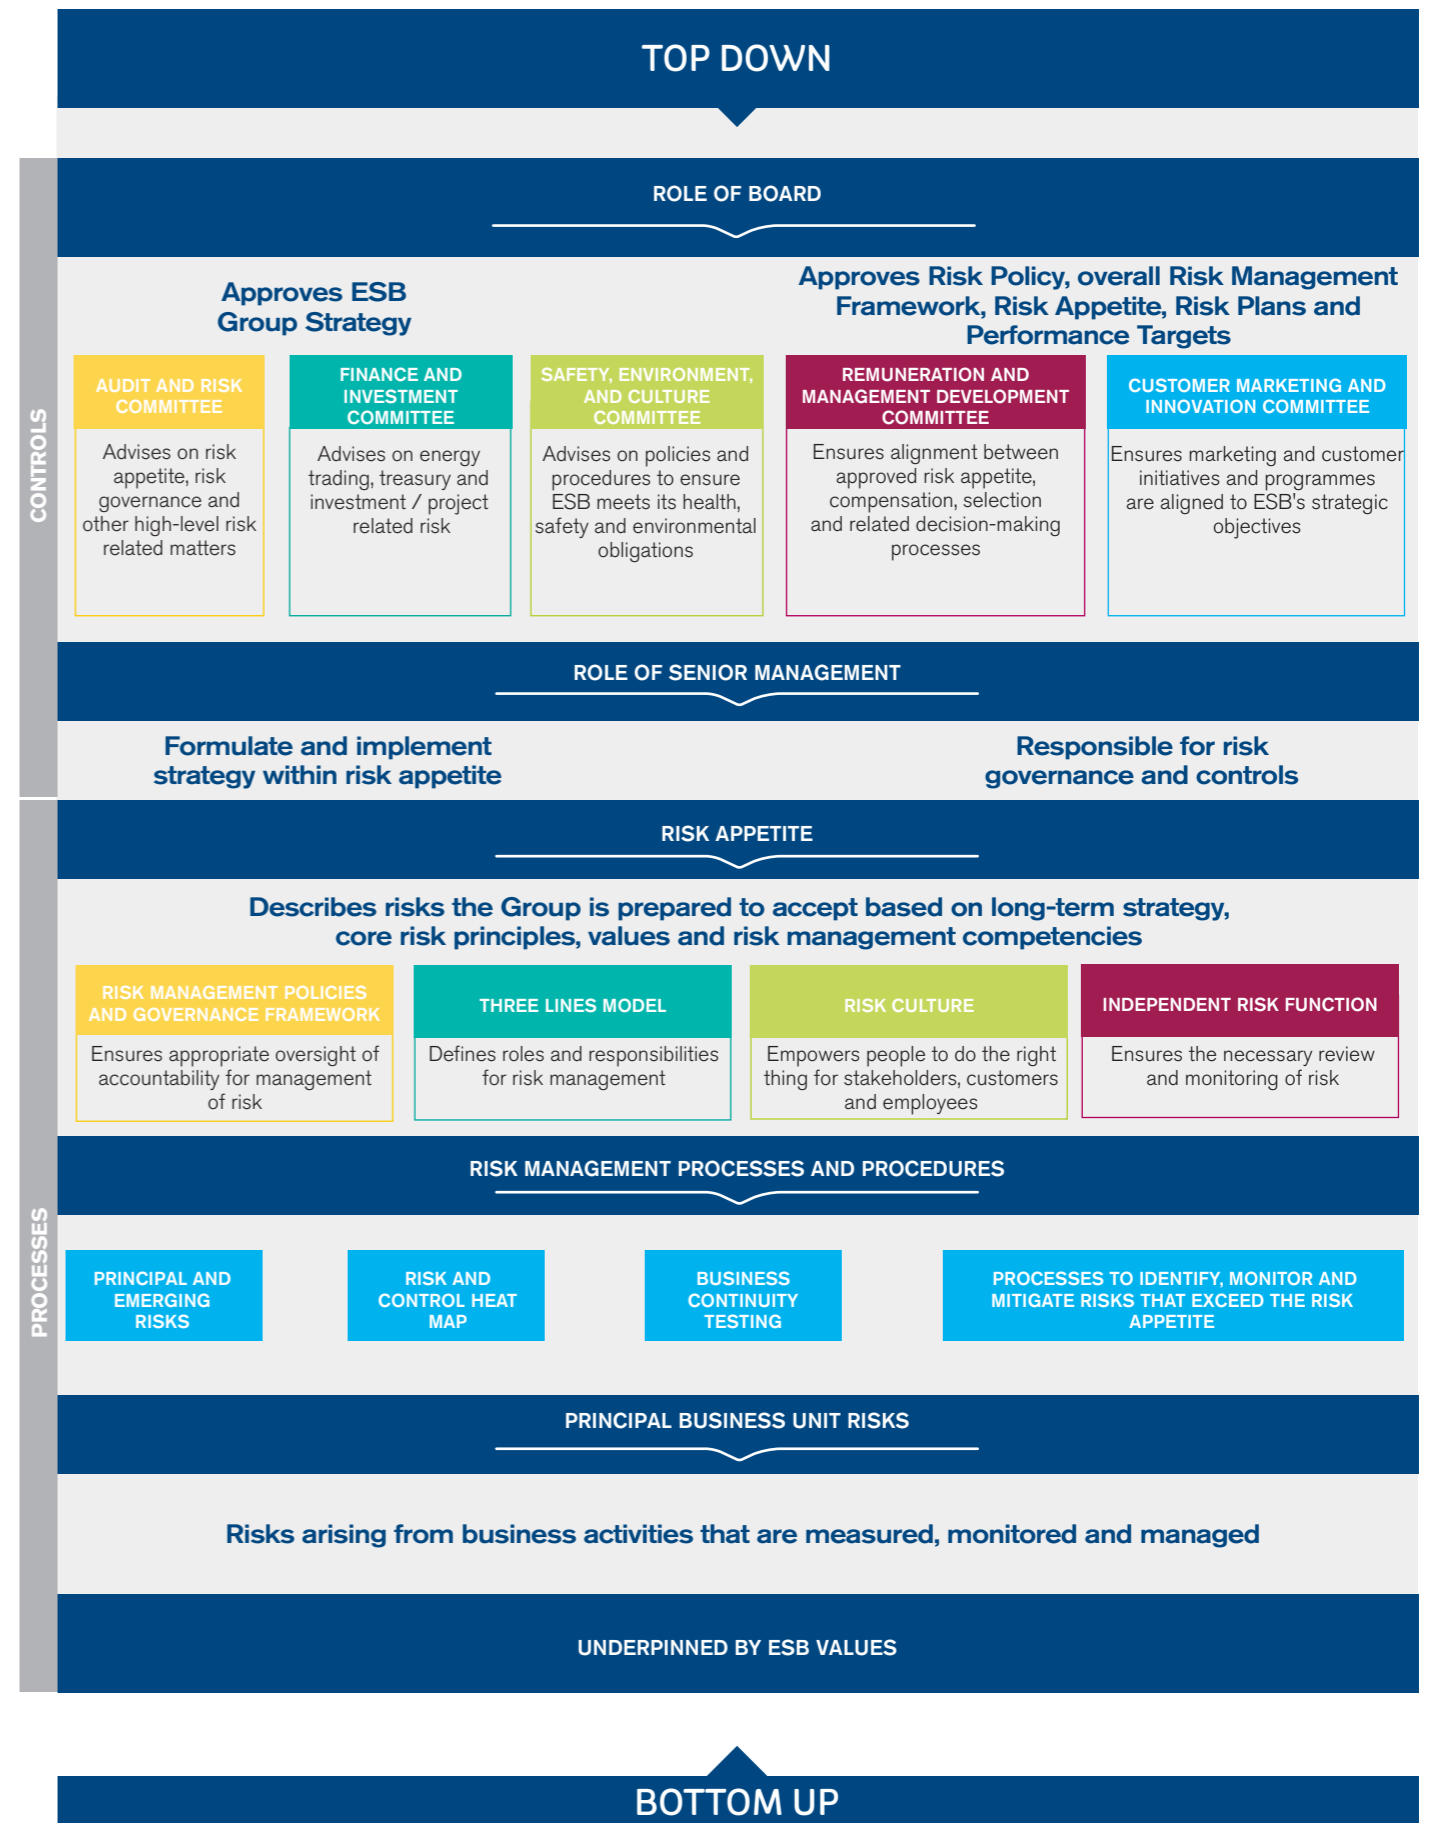 TOP DOWN
ROLE OF BOARD
Approves ESB
Group Strategy
Approves Risk Policy, overall Risk Management
Framework, Risk Appetite, Risk Plans and
Performance Targets
AUDIT AND RISK
COMMITTEE
Advises on risk
appetite, risk
governance and
other high-level risk
related matters
FINANCE AND
INVESTMENT
COMMITTEE
Advises on energy
trading, treasury and
investment / project
related risk
SAFETY, ENVIRONMENT,
AND CULTURE
COMMITTEE
Advises on policies and
procedures to ensure
ESB meets its health,
safety and environmental
obligations
REMUNERATION AND
MANAGEMENT DEVELOPMENT
COMMITTEE
Ensures alignment between
approved risk appetite,
compensation, selection
and related decision-making
processes
CUSTOMER MARKETING AND
INNOVATION COMMITTEE
Ensures marketing and customer
initiatives and programmes
are aligned to ESB's strategic
objectives
CONTROLS
ROLE OF SENIOR MANAGEMENT
Formulate and implement
strategy within risk appetite
Responsible for risk
governance and controls
RISK APPETITE
Describes risks the Group is prepared to accept based on long-term strategy,
core risk principles, values and risk management competencies
RISK MANAGEMENT POLICIES
AND GOVERNANCE FRAMEWORK
Ensures appropriate oversight of
accountability for management
of risk
THREE LINES MODEL
Defines roles and responsibilities
for risk management
RISK CULTURE
Empowers people to do the right
thing for stakeholders, customers
and employees
INDEPENDENT RISK FUNCTION
Ensures the necessary review
and monitoring of risk
RISK MANAGEMENT PROCESSES AND PROCEDURES
PROCESSES
PRINCIPAL AND
EMERGING
RISKS
RISK AND
CONTROL HEAT
MAP
BUSINESS
CONTINUITY
TESTING
PROCESSES TO IDENTIFY, MONITOR AND
MITIGATE RISKS THAT EXCEED THE RISK
APPETITE
PRINCIPAL BUSINESS UNIT RISKS
Risks arising from business activities that are measured, monitored and managed
UNDERPINNED BY ESB VALUES
BOTTOM UP